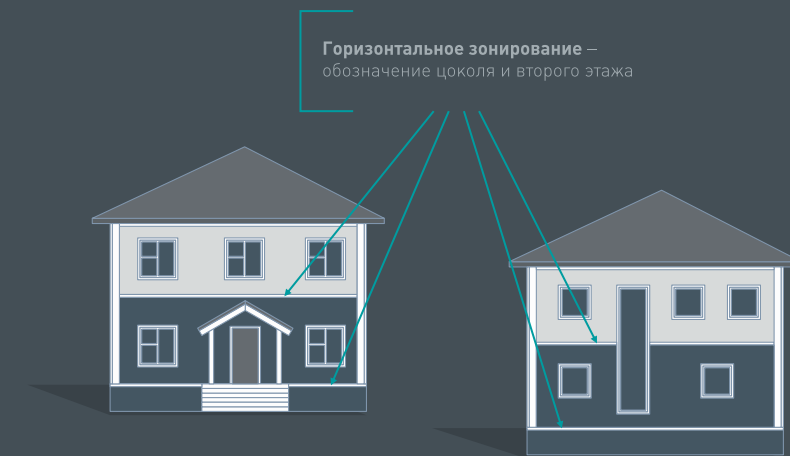 Горизонтальное зонирование –
обозначение цоколя и второго этажа